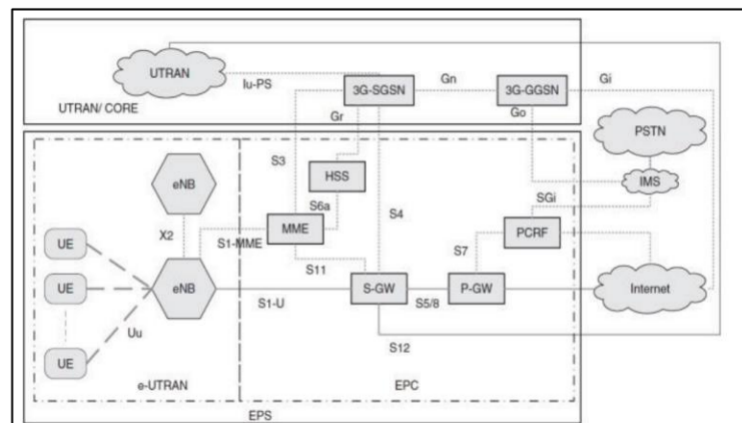 UTRAN
Iu-PS
3G-SGSN
Gn
3G-GGSN
Gi
UTRAN/ CORE
Gr
Go
PSTN
eNB
S3
HSS
IMS
S6a
S4
SGi
X2
S1-MME
MME
PCRF
UE
S11
S7
UE
eNB
S1-U
S-GW
S5/8
P-GW
Internet
Uu
S12
UE
e-UTRAN
EPC
EPS